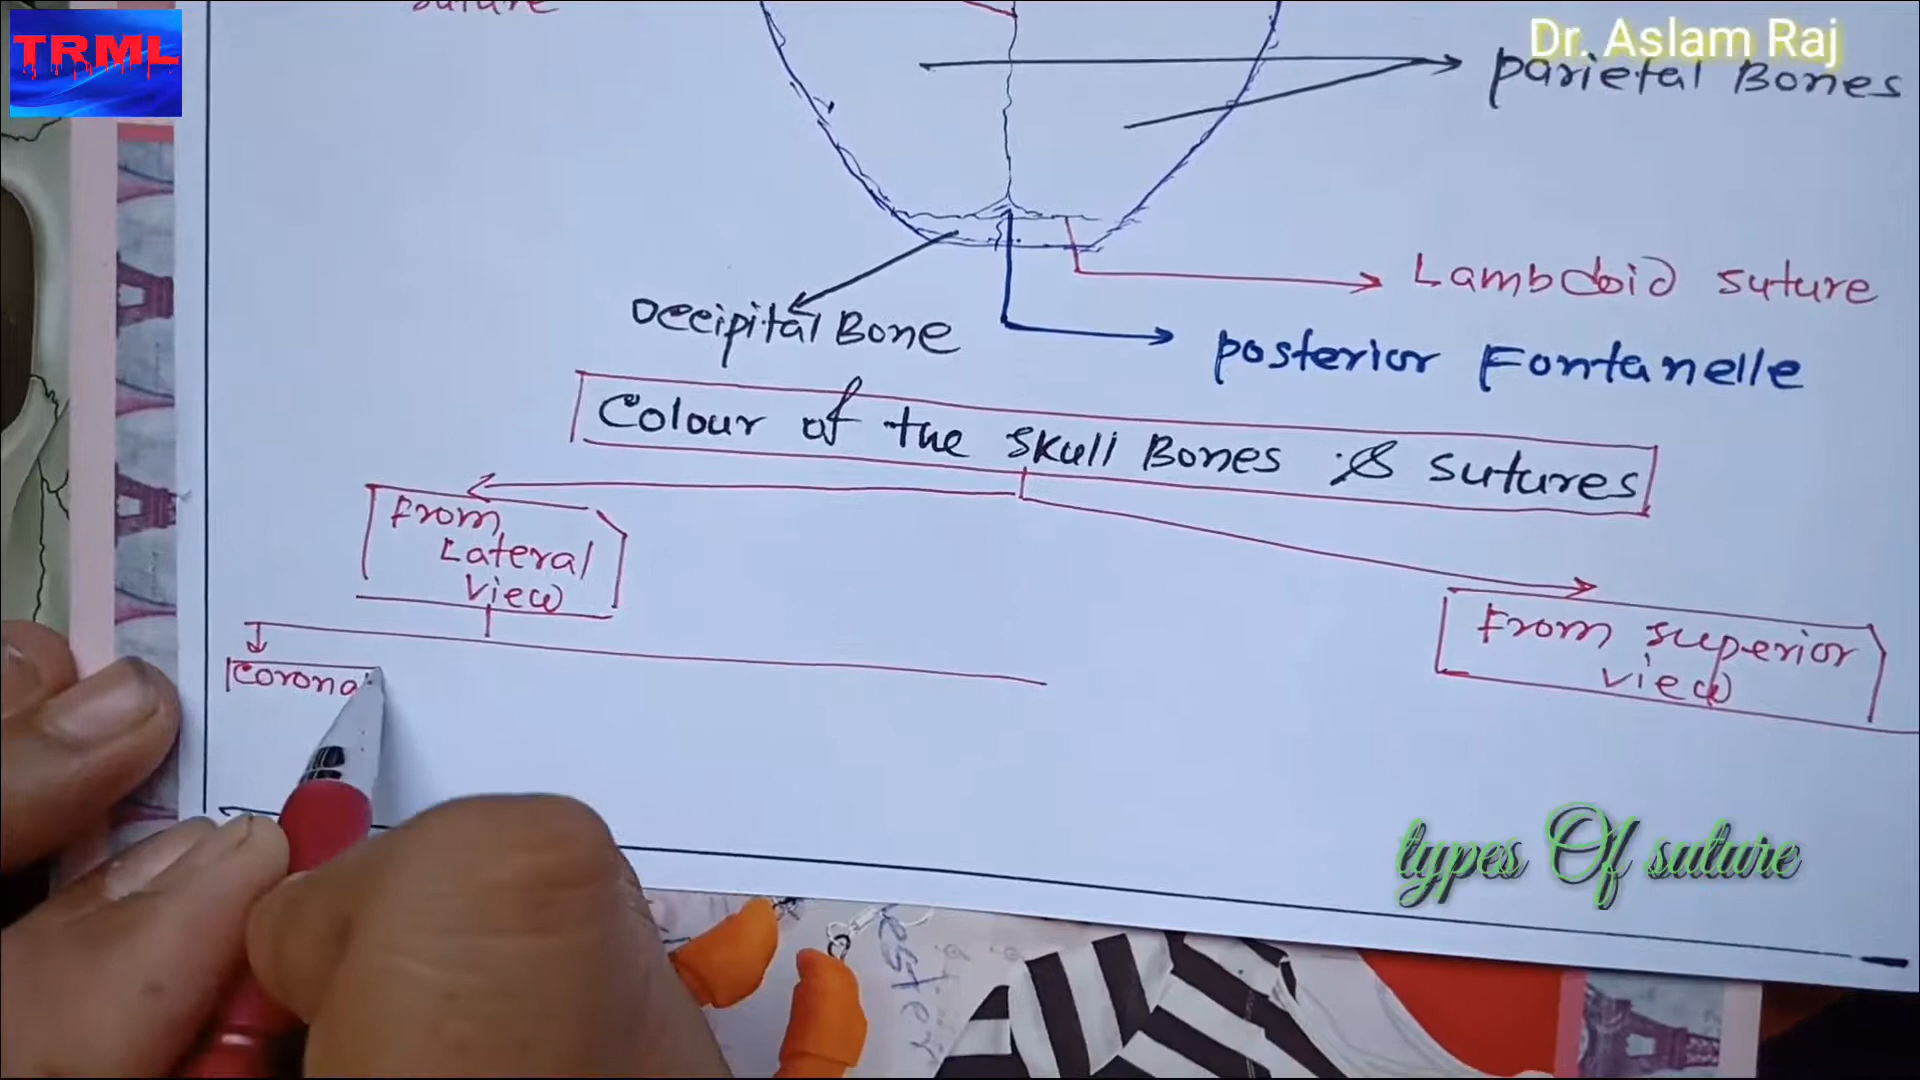 suture
TRML
Dr. Aslam Raj
parietal Bones
Lambdoid suture
Occipital Bone
posterior Fontanelle
Colour of the Skull Bones & sutures
From
Lateral
View
From superior
view
Corona
types Of suture